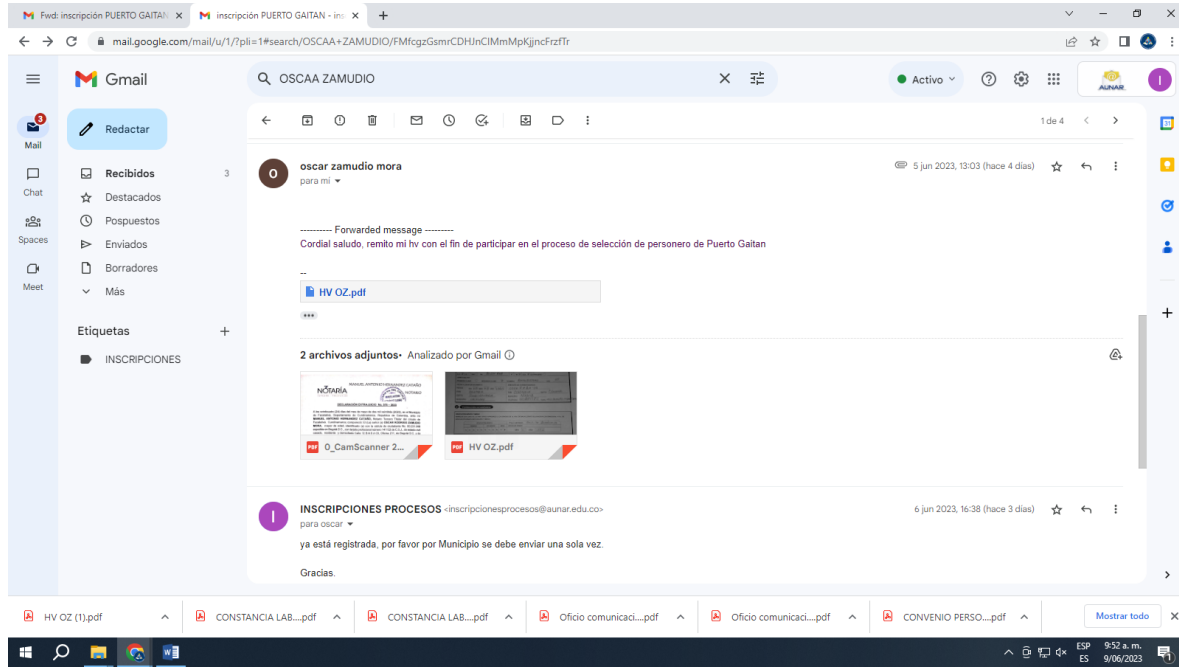 Fwd: inscripción PUERTO GAITAN
inscripción PUERTO GAITAN - ins
mail.google.com/mail/u/1/?pli=1#search/OSCAA+ZAMUDIO/FMfcgzGsmrCDHJnCIMmMpKjjncFrzfTr
Gmail
OSCAA ZAMUDIO
Activo
AUNAR
I
3
Mail
Redactar
1 de 4
31
Chat
Spaces
Meet
Recibidos 3
Destacados
Pospuestos
Enviados
Borradores
Más
Etiquetas
INSCRIPCIONES
o
oscar zamudio mora
5 jun 2023, 13:03 (hace 4 días)
para mí
---------- Forwarded message ---------
Cordial saludo, remito mi hv con el fin de participar en el proceso de selección de personero de Puerto Gaitan
--
HV OZ.pdf
2 archivos adjuntos• Analizado por Gmail
NOTARÍA
PDF 0_CamScanner 2...
PDF HV OZ.pdf
I
INSCRIPCIONES PROCESOS <inscripcionesprocesos@aunar.edu.co>
6 jun 2023, 16:38 (hace 3 días)
para oscar
ya está registrada, por favor por Municipio se debe enviar una sola vez.
Gracias.
HV OZ (1).pdf
CONSTANCIA LAB....pdf
CONSTANCIA LAB....pdf
Oficio comunicaci....pdf
Oficio comunicaci....pdf
CONVENIO PERSO....pdf
Mostrar todo
ESP
ES
9:52 a. m.
9/06/2023
1